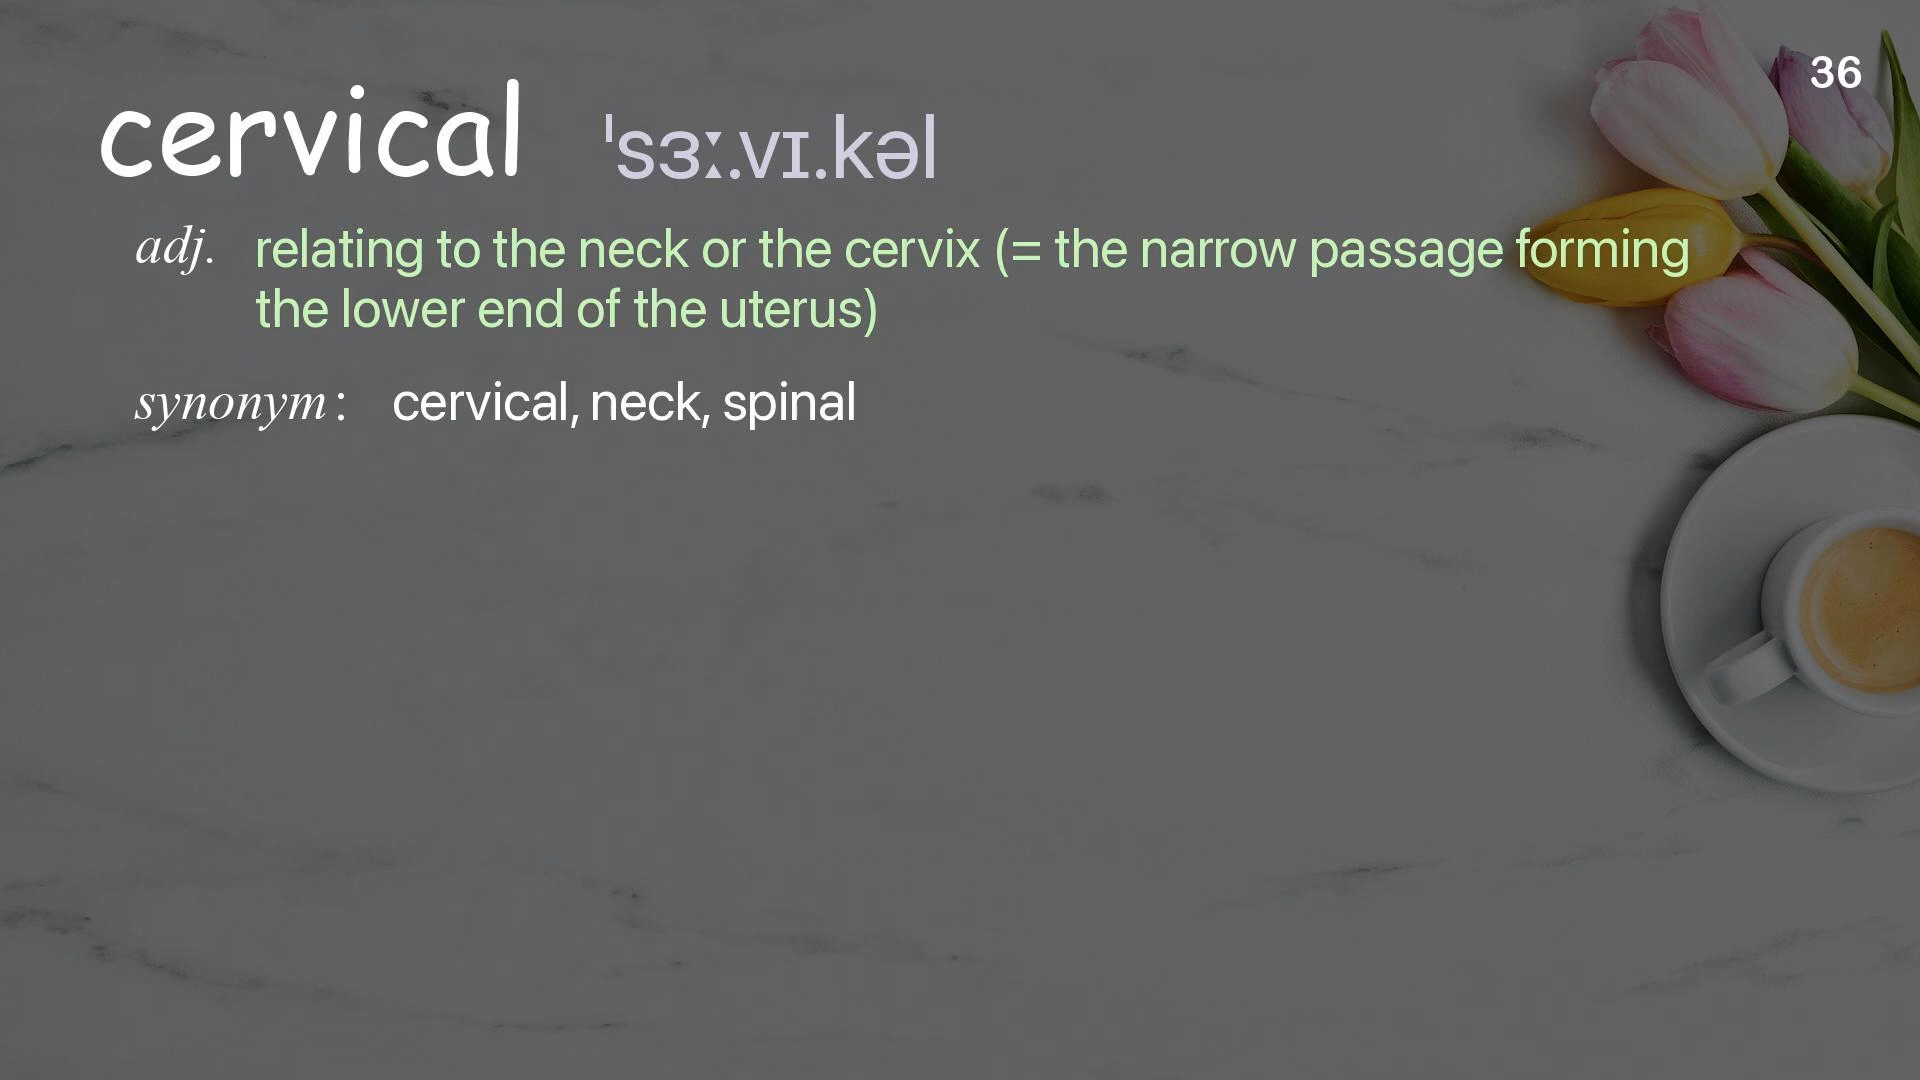 36
cervical ˈsɜː.vɪ.kəl
adj. relating to the neck or the cervix (= the narrow passage forming
the lower end of the uterus)
synonym: cervical, neck, spinal